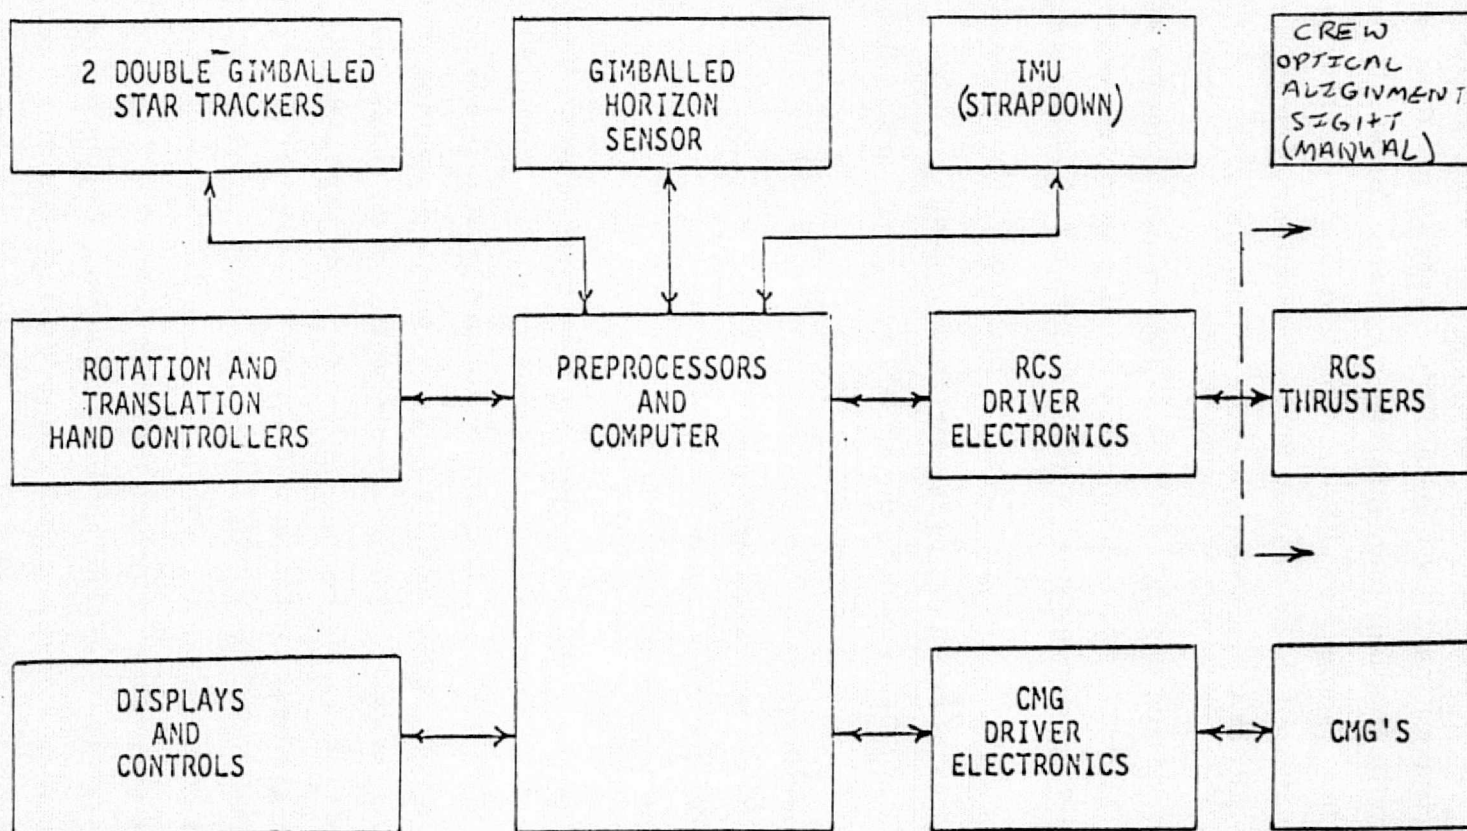 2 DOUBLE GIMBALLED
STAR TRACKERS
GIMBALLED
HORIZON
SENSOR
IMU
(STRAPDOWN)
CREW
OPTICAL
ALIGNMENT
SIGHT
(MANUAL)
ROTATION AND
TRANSLATION
HAND CONTROLLERS
PREPROCESSORS
AND
COMPUTER
RCS
DRIVER
ELECTRONICS
RCS
THRUSTERS
DISPLAYS
AND
CONTROLS
CMG
DRIVER
ELECTRONICS
CMG'S